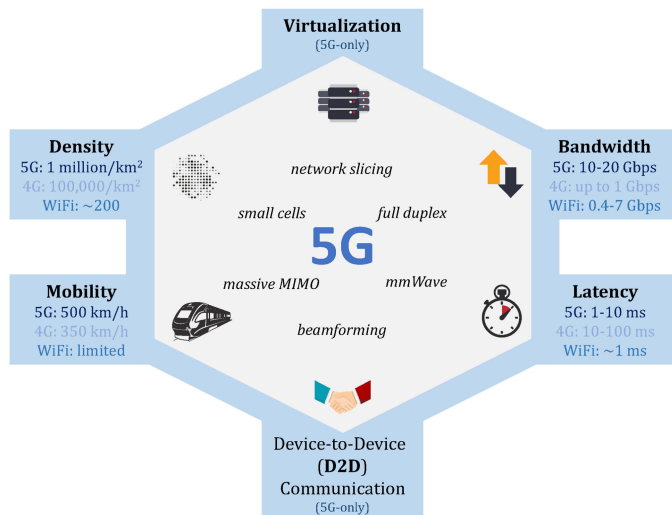 Virtualization
(5G-only)
Density
5G: 1 million/km²
4G: 100,000/km²
WiFi: ~200
Bandwidth
5G: 10-20 Gbps
4G: up to 1 Gbps
WiFi: 0.4-7 Gbps
network slicing
small cells
full duplex
5G
massive MIMO
mmWave
beamforming
Mobility
5G: 500 km/h
4G: 350 km/h
WiFi: limited
Latency
5G: 1-10 ms
4G: 10-100 ms
WiFi: ~1 ms
Device-to-Device
(D2D)
Communication
(5G-only)